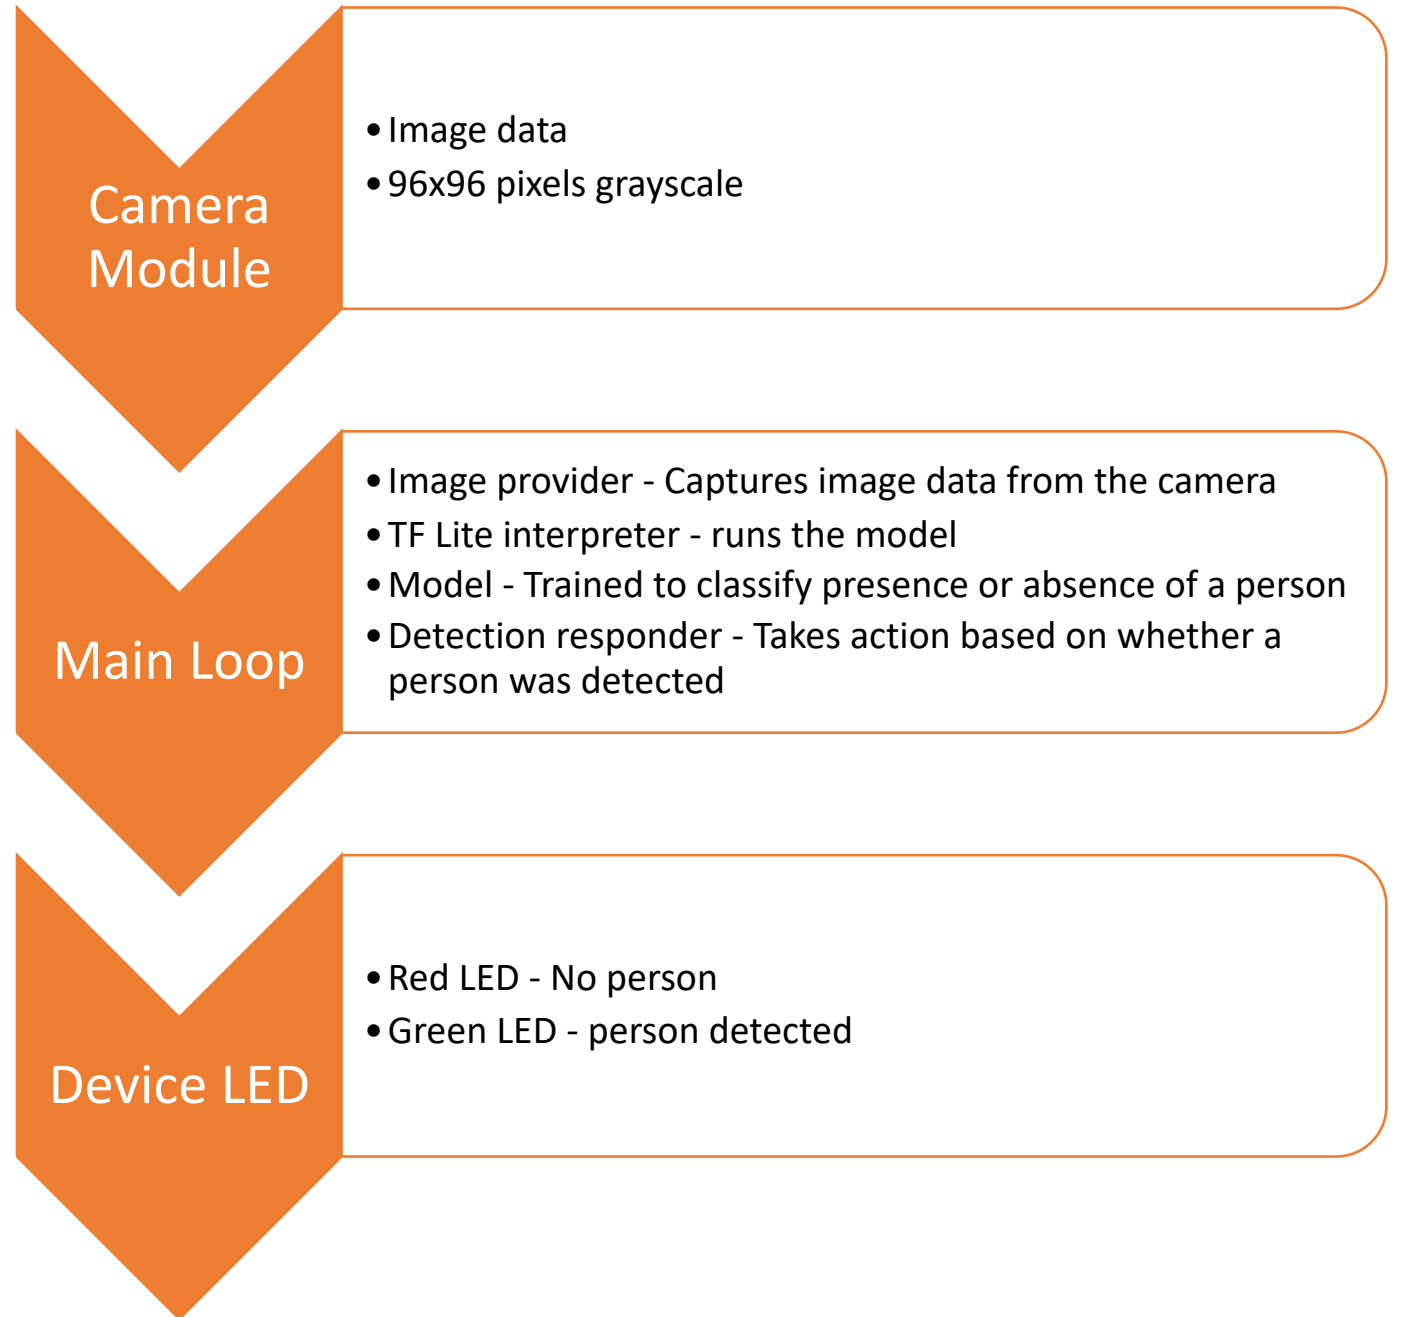 Camera
Module
• Image data
• 96x96 pixels grayscale
Main Loop
• Image provider - Captures image data from the camera
• TF Lite interpreter - runs the model
• Model - Trained to classify presence or absence of a person
• Detection responder - Takes action based on whether a
person was detected
Device LED
• Red LED - No person
• Green LED - person detected